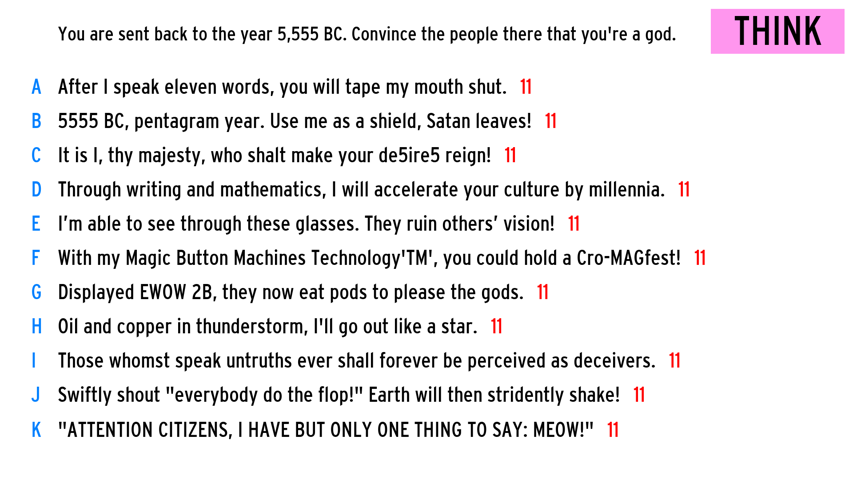 You are sent back to the year 5,555 BC. Convince the people there that you're a god.
THINK
A After I speak eleven words, you will tape my mouth shut. 11
B 5555 BC, pentagram year. Use me as a shield, Satan leaves! 11
C It is I, thy majesty, who shalt make your de5ire5 reign! 11
D Through writing and mathematics, I will accelerate your culture by millennia. 11
E I’m able to see through these glasses. They ruin others’ vision! 11
F With my Magic Button Machines Technology'TM', you could hold a Cro-MAGfest! 11
G Displayed EWOW 2B, they now eat pods to please the gods. 11
H Oil and copper in thunderstorm, I'll go out like a star. 11
I Those whomst speak untruths ever shall forever be perceived as deceivers. 11
J Swiftly shout "everybody do the flop!" Earth will then stridently shake! 11
K "ATTENTION CITIZENS, I HAVE BUT ONLY ONE THING TO SAY: MEOW!" 11